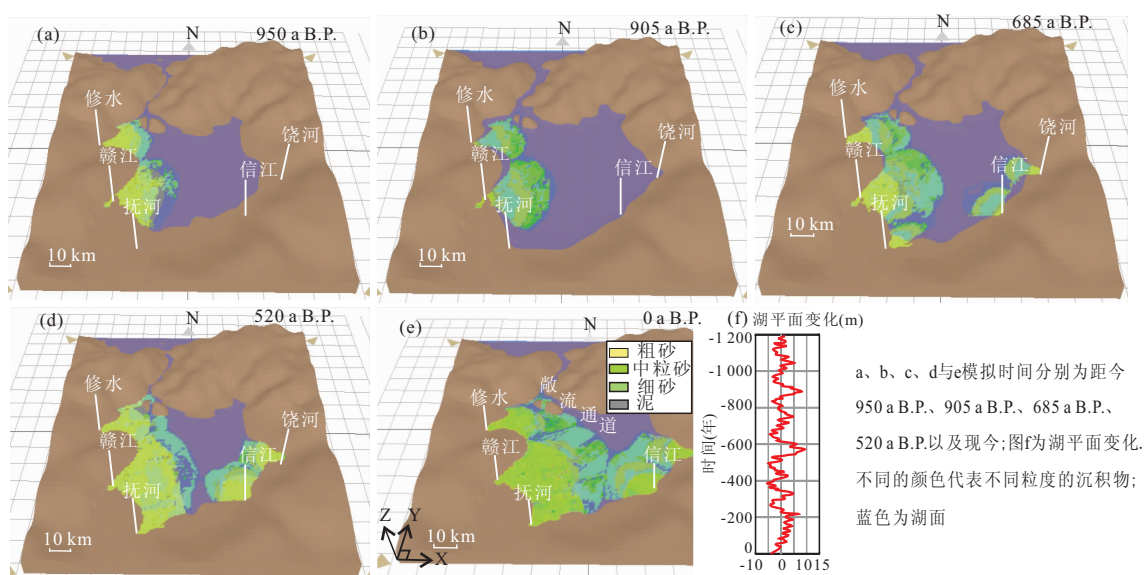 (a)
N
950 a B.P.
修水
赣江
抚河
信江
饶河
10 km
(b)
N
905 a B.P.
修水
赣江
抚河
信江
饶河
10 km
(c)
N
685 a B.P.
修水
赣江
抚河
信江
饶河
10 km
(d)
N
520 a B.P.
修水
赣江
抚河
信江
饶河
10 km
(e)
N
0 a B.P.
粗砂
中粒砂
细砂
泥
敞流通道
修水
赣江
抚河
信江
饶河
10 km
Z
Y
X
(f) 湖平面变化(m)
-1 200
-1 000
-800
-600
-400
-200
0
时间(年)
-10 0 1015
a、b、c、d与e模拟时间分别为距今
950 a B.P.、905 a B.P.、685 a B.P.、
520 a B.P.以及现今;图f为湖平面变化.
不同的颜色代表不同粒度的沉积物;
蓝色为湖面